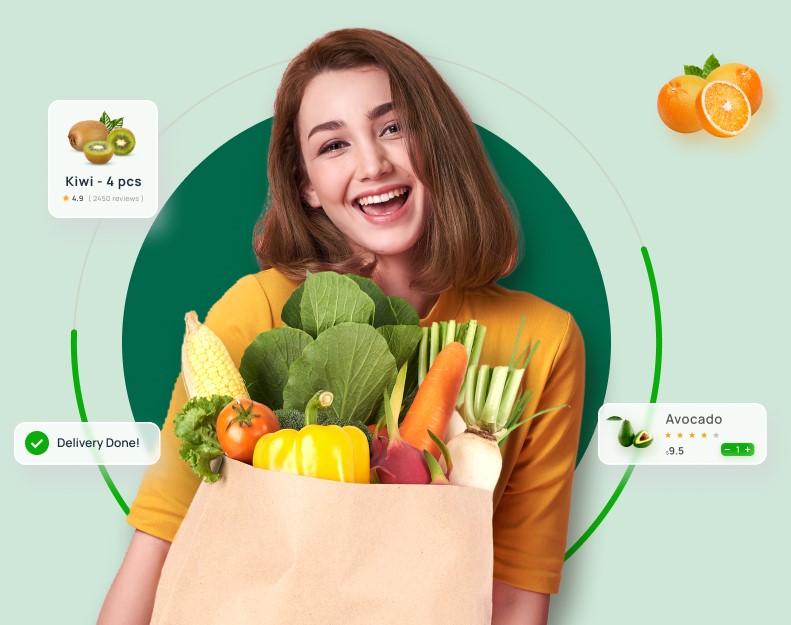 Kiwi - 4 pcs
4.9 ( 2450 reviews )
Delivery Done!
Avocado
$9.5
− 1 +